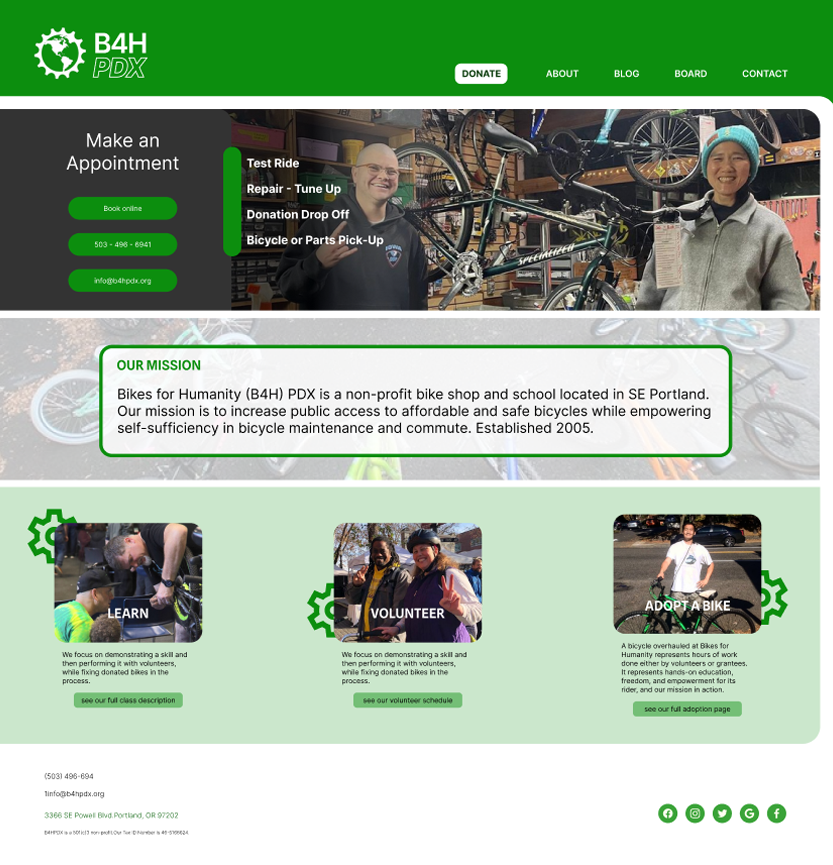 B4H
PDX
DONATE
ABOUT
BLOG
BOARD
CONTACT
Make an
Appointment
Book online
503 - 496 - 6941
info@b4hpdx.org
Test Ride
Repair - Tune Up
Donation Drop Off
Bicycle or Parts Pick-Up
SPECIALIZED
OUR MISSION
Bikes for Humanity (B4H) PDX is a non-profit bike shop and school located in SE Portland.
Our mission is to increase public access to affordable and safe bicycles while empowering
self-sufficiency in bicycle maintenance and commute. Established 2005.
LEARN
We focus on demonstrating a skill and
then performing it with volunteers,
while fixing donated bikes in the
process.
see our full class description
VOLUNTEER
We focus on demonstrating a skill and
then performing it with volunteers,
while fixing donated bikes in the
process.
see our volunteer schedule
ADOPT A BIKE
A bicycle overhauled at Bikes for
Humanity represents hours of work
done either by volunteers or grantees.
It represents hands-on education,
freedom, and empowerment for its
rider, and our mission in action.
see our full adoption page
(503) 496-694
1info@b4hpdx.org
3366 SE Powell Blvd.Portland, OR 97202
B4HPDX is a 501(c)3 non-profit.Our Tax ID Number is